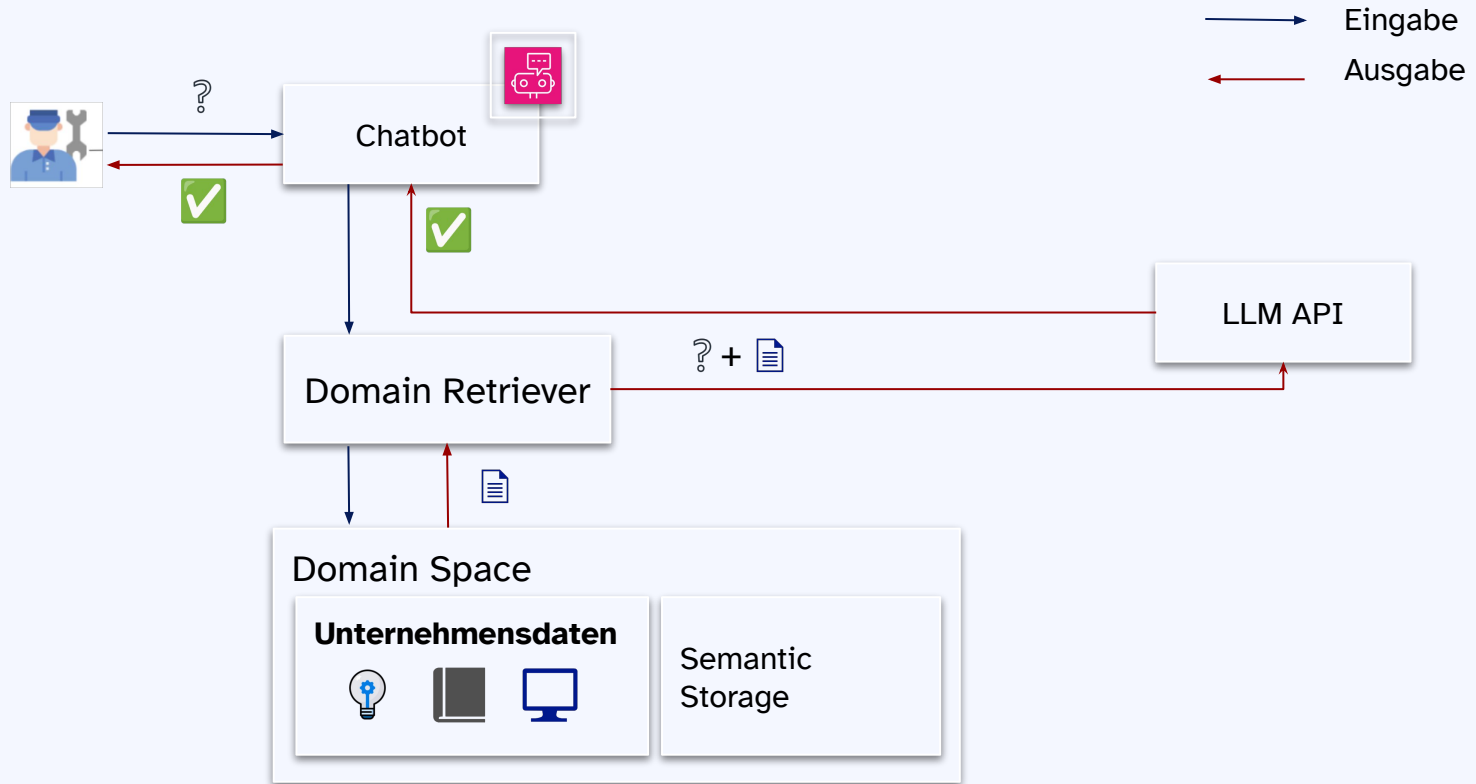 Eingabe
Ausgabe
?
Chatbot
LLM API
? +
Domain Retriever
Domain Space
Unternehmensdaten
Semantic
Storage